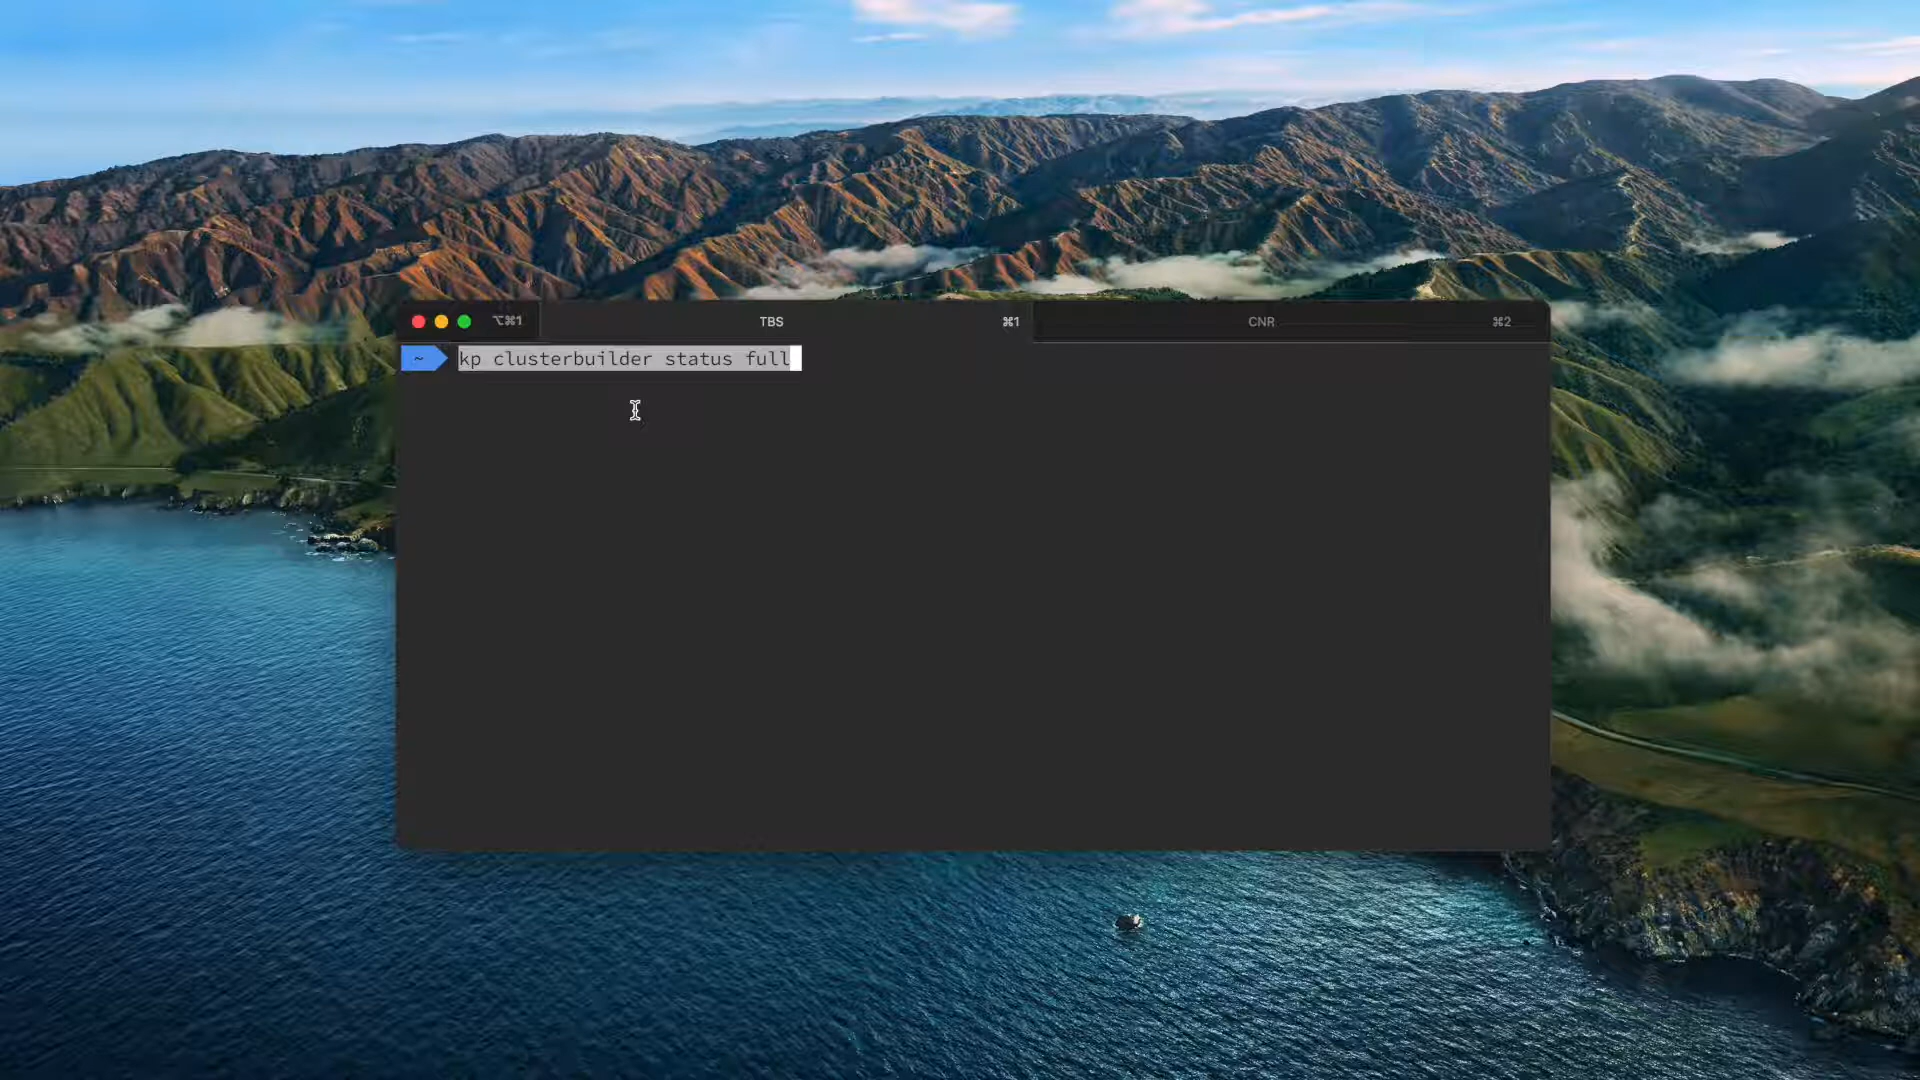 ⌥⌘1 TBS ⌘1 CNR ⌘2
~ kp clusterbuilder status full